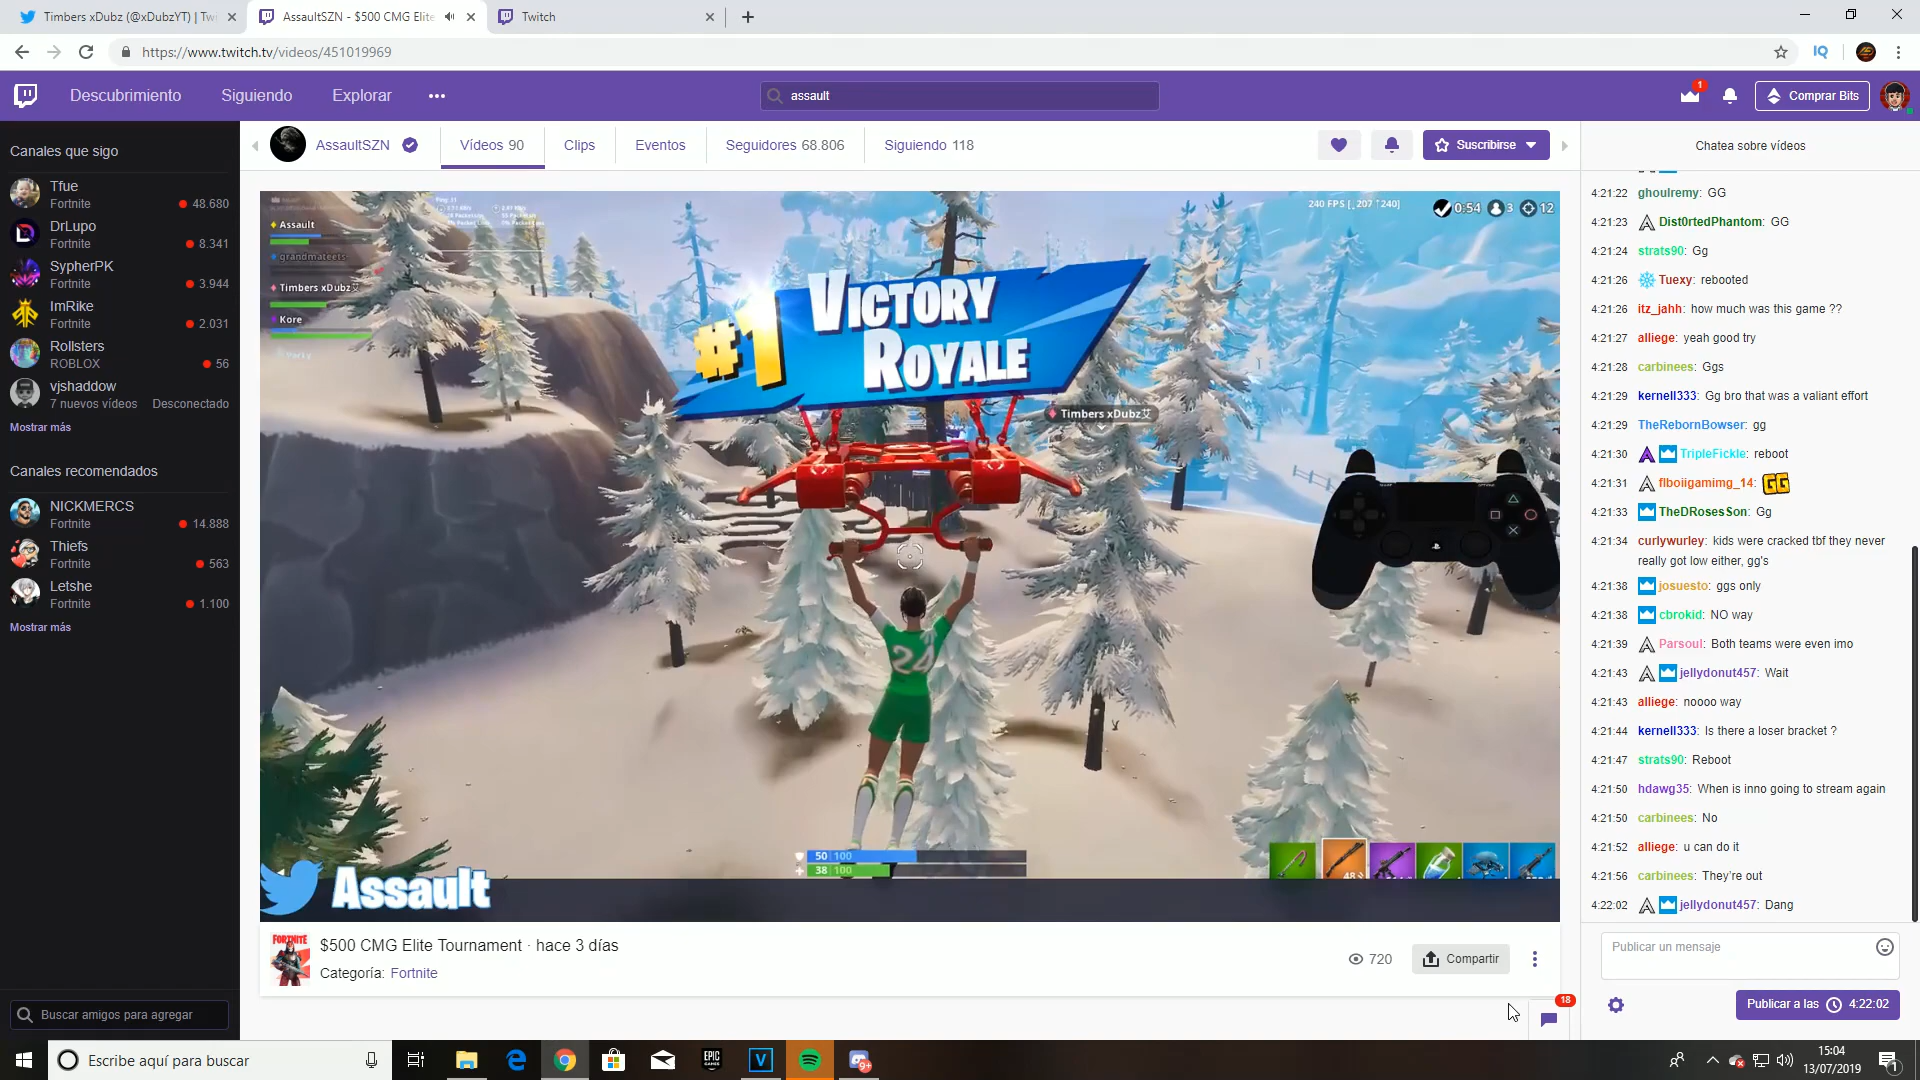 Timbers xDubz (@xDubzYT) | Twi
AssaultSZN - $500 CMG Elite
Twitch
https://www.twitch.tv/videos/451019969
Descubrimiento
Siguiendo
Explorar
assault
1
Comprar Bits
Canales que sigo
Tfue
Fortnite 48.680
DrLupo
Fortnite 8.341
SypherPK
Fortnite 3.944
ImRike
Fortnite 2.031
Rollsters
ROBLOX 56
vjshaddow
7 nuevos vídeos Desconectado
Mostrar más
Canales recomendados
NICKMERCS
Fortnite 14.888
Thiefs
Fortnite 563
Letshe
Fortnite 1.100
Mostrar más
Buscar amigos para agregar
AssaultSZN
Vídeos 90
Clips
Eventos
Seguidores 68.806
Siguiendo 118
Suscribirse
Assault
grandmateets
Timbers xDubz
Kore
240 FPS [↓207 ↑240]
0:54 3 12
#1 Victory
Royale
Timbers xDubz
24
50 100
38 100
Assault
FORTNITE
$500 CMG Elite Tournament · hace 3 días
Categoría: Fortnite
720
Compartir
18
Chatea sobre vídeos
4:21:22 ghoulremy: GG
4:21:23 Dist0rtedPhantom: GG
4:21:24 strats90: Gg
4:21:26 Tuexy: rebooted
4:21:26 itz_jahh: how much was this game ??
4:21:27 alliege: yeah good try
4:21:28 carbinees: Ggs
4:21:29 kernell333: Gg bro that was a valiant effort
4:21:29 TheRebornBowser: gg
4:21:30 TripleFickle: reboot
4:21:31 flboiigamimg_14: GG
4:21:33 TheDRosesSon: Gg
4:21:34 curlywurley: kids were cracked tbf they never
really got low either, gg's
4:21:38 josuesto: ggs only
4:21:38 cbrokid: NO way
4:21:39 Parsoul: Both teams were even imo
4:21:43 jellydonut457: Wait
4:21:43 alliege: noooo way
4:21:44 kernell333: Is there a loser bracket ?
4:21:47 strats90: Reboot
4:21:50 hdawg35: When is inno going to stream again
4:21:50 carbinees: No
4:21:52 alliege: u can do it
4:21:56 carbinees: They're out
4:22:02 jellydonut457: Dang
Publicar un mensaje
Publicar a las 4:22:02
Escribe aquí para buscar
EPIC
GAMES
V
9+
15:04
13/07/2019
1